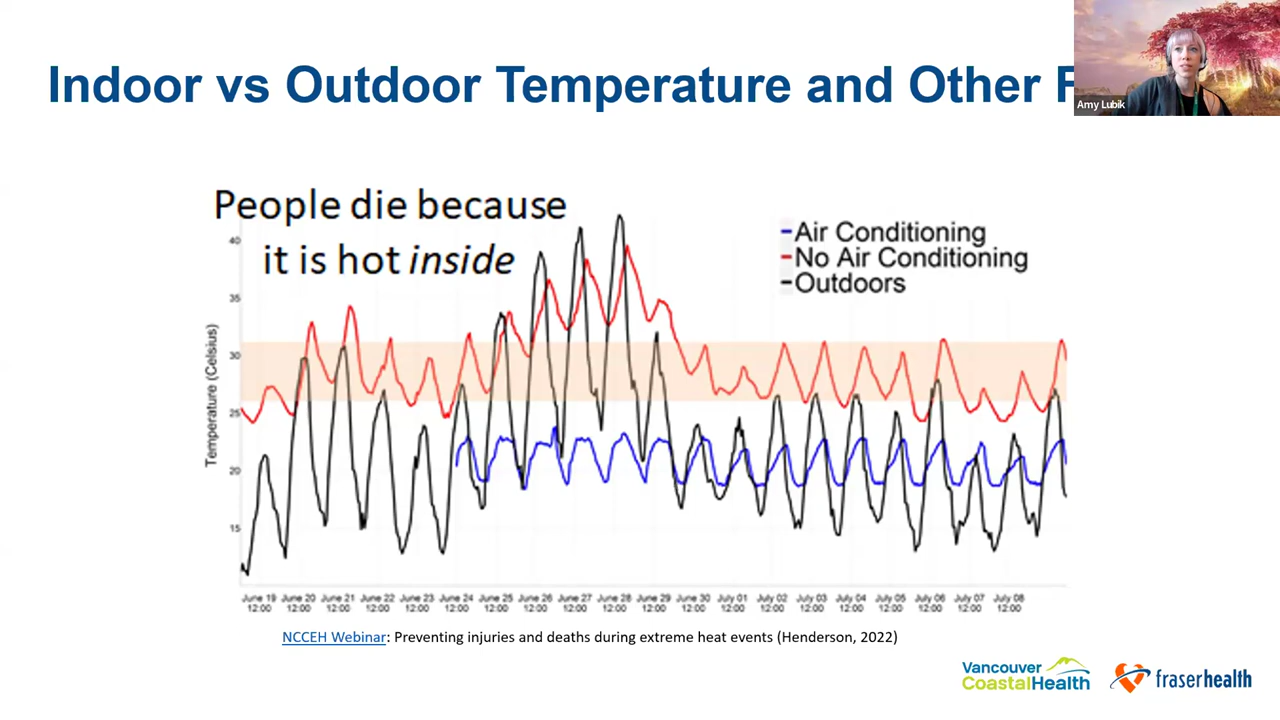 Indoor vs Outdoor Temperature and Other
Amy Lubik
People die because
it is hot inside
Air Conditioning
No Air Conditioning
Outdoors
Temperature (Celsius)
40
35
30
25
20
15
June 19 June 20 June 21 June 22 June 23 June 24 June 25 June 26 June 27 June 28 June 29 June 30 July 01 July 02 July 03 July 04 July 05 July 06 July 07 July 08
12:00 12:00 12:00 12:00 12:00 12:00 12:00 12:00 12:00 12:00 12:00 12:00 12:00 12:00 12:00 12:00 12:00 12:00 12:00 12:00
NCCEH Webinar: Preventing injuries and deaths during extreme heat events (Henderson, 2022)
Vancouver
CoastalHealth
fraserhealth